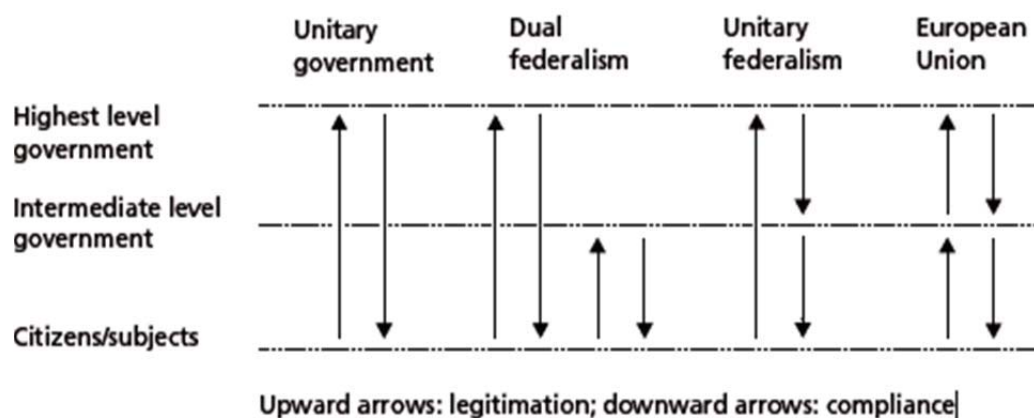 Unitary
government
Dual
federalism
Unitary
federalism
European
Union
Highest level
government
Intermediate level
government
Citizens/subjects
Upward arrows: legitimation; downward arrows: compliance